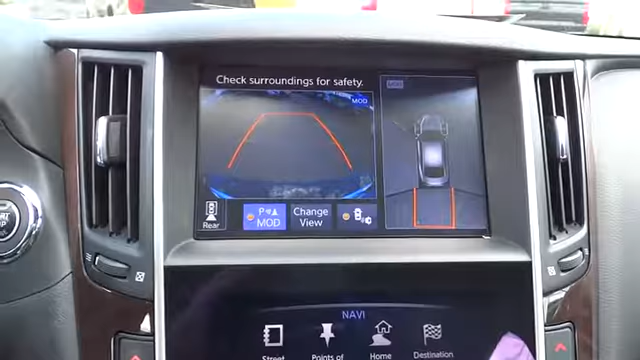 Check surroundings for safety.
MOD
MOD
Rear
P
MOD
Change
View
NAVI
Street
Points of
Home
Destination